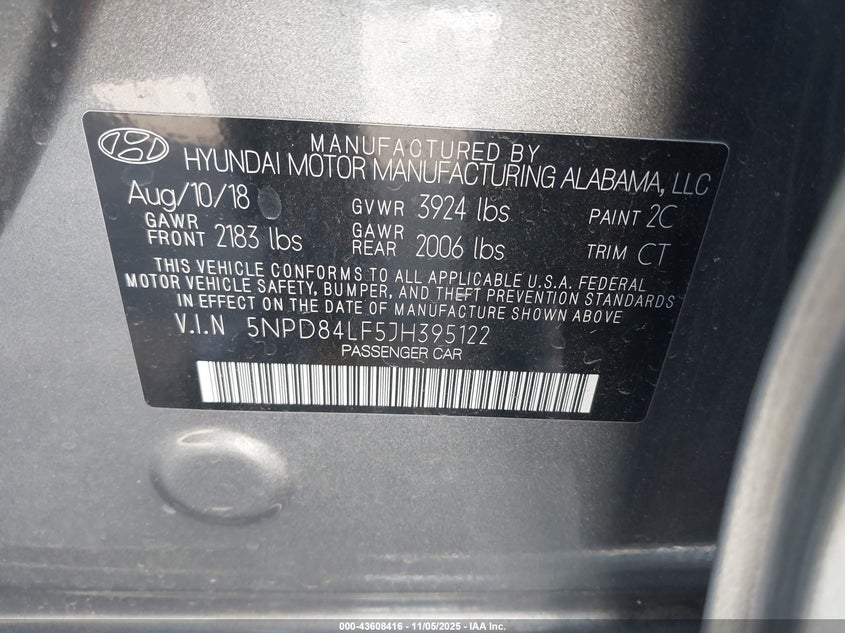 MANUFACTURED BY
HYUNDAI MOTOR MANUFACTURING ALABAMA, LLC
Aug/10/18 GVWR 3924 lbs PAINT 2C
GAWR FRONT 2183 lbs GAWR REAR 2006 lbs TRIM CT
THIS VEHICLE CONFORMS TO ALL APPLICABLE U.S.A. FEDERAL
MOTOR VEHICLE SAFETY, BUMPER, AND THEFT PREVENTION STANDARDS
IN EFFECT ON THE DATE OF MANUFACTURE SHOWN ABOVE.
V.I.N 5NPD84LF5JH395122
PASSENGER CAR
000-43608416 - 11/05/2025 - IAA Inc.